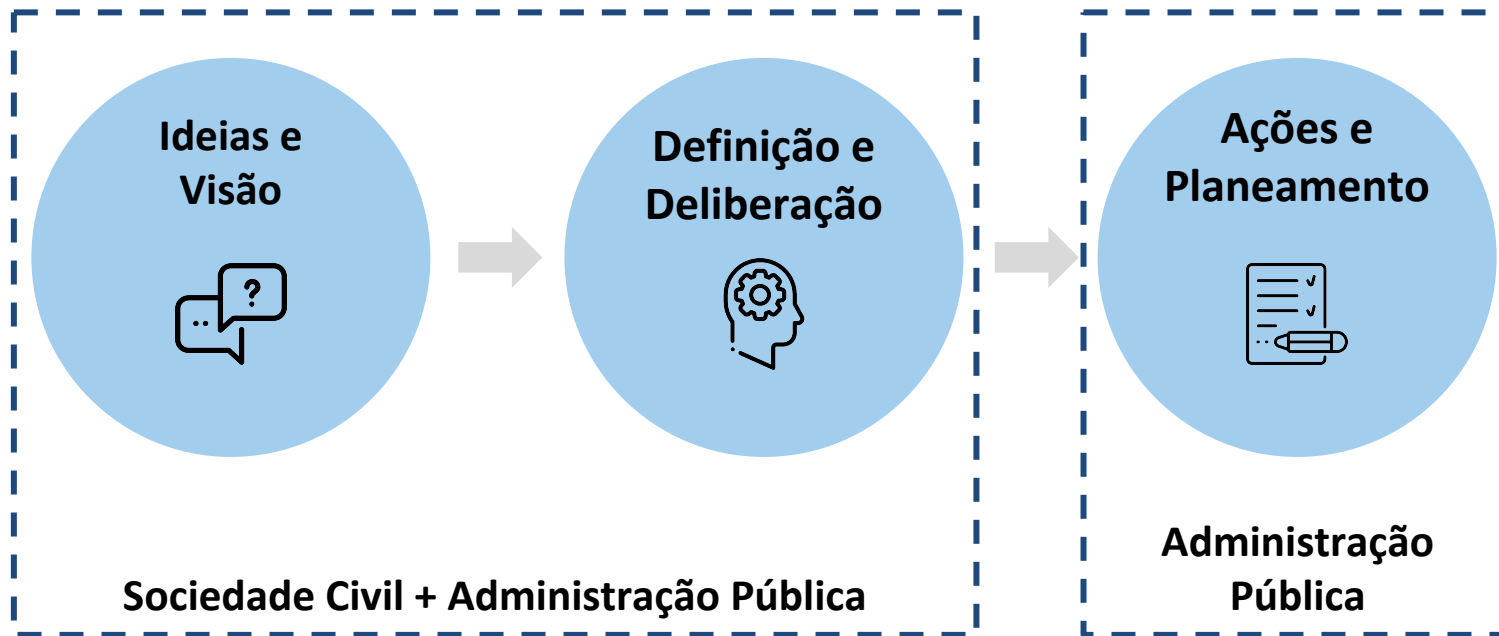 Ideias e
Visão
Definição e
Deliberação
Ações e
Planeamento
?
Sociedade Civil + Administração Pública
Administração
Pública